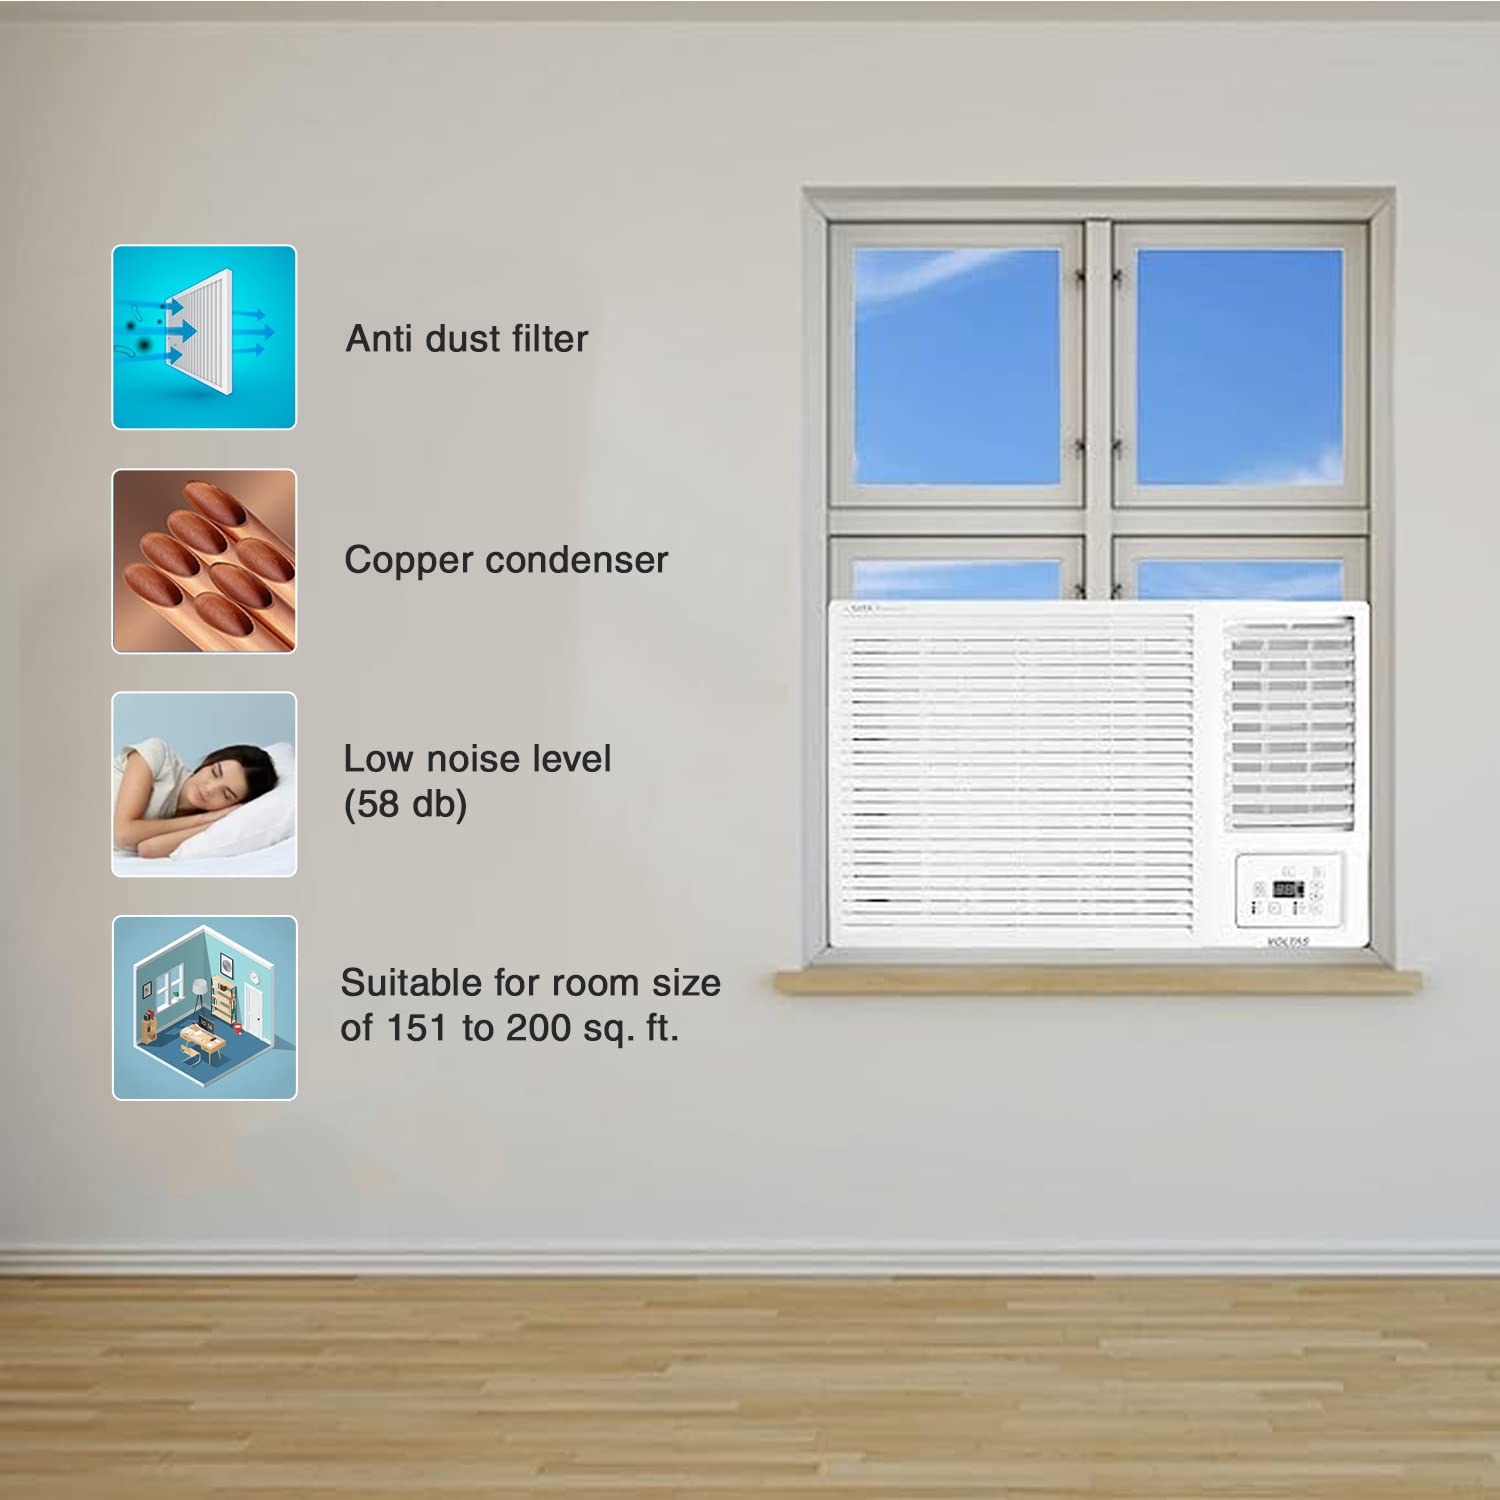 Anti dust filter
Copper condenser
Low noise level
(58 db)
Suitable for room size
of 151 to 200 sq. ft.
VOLTAS